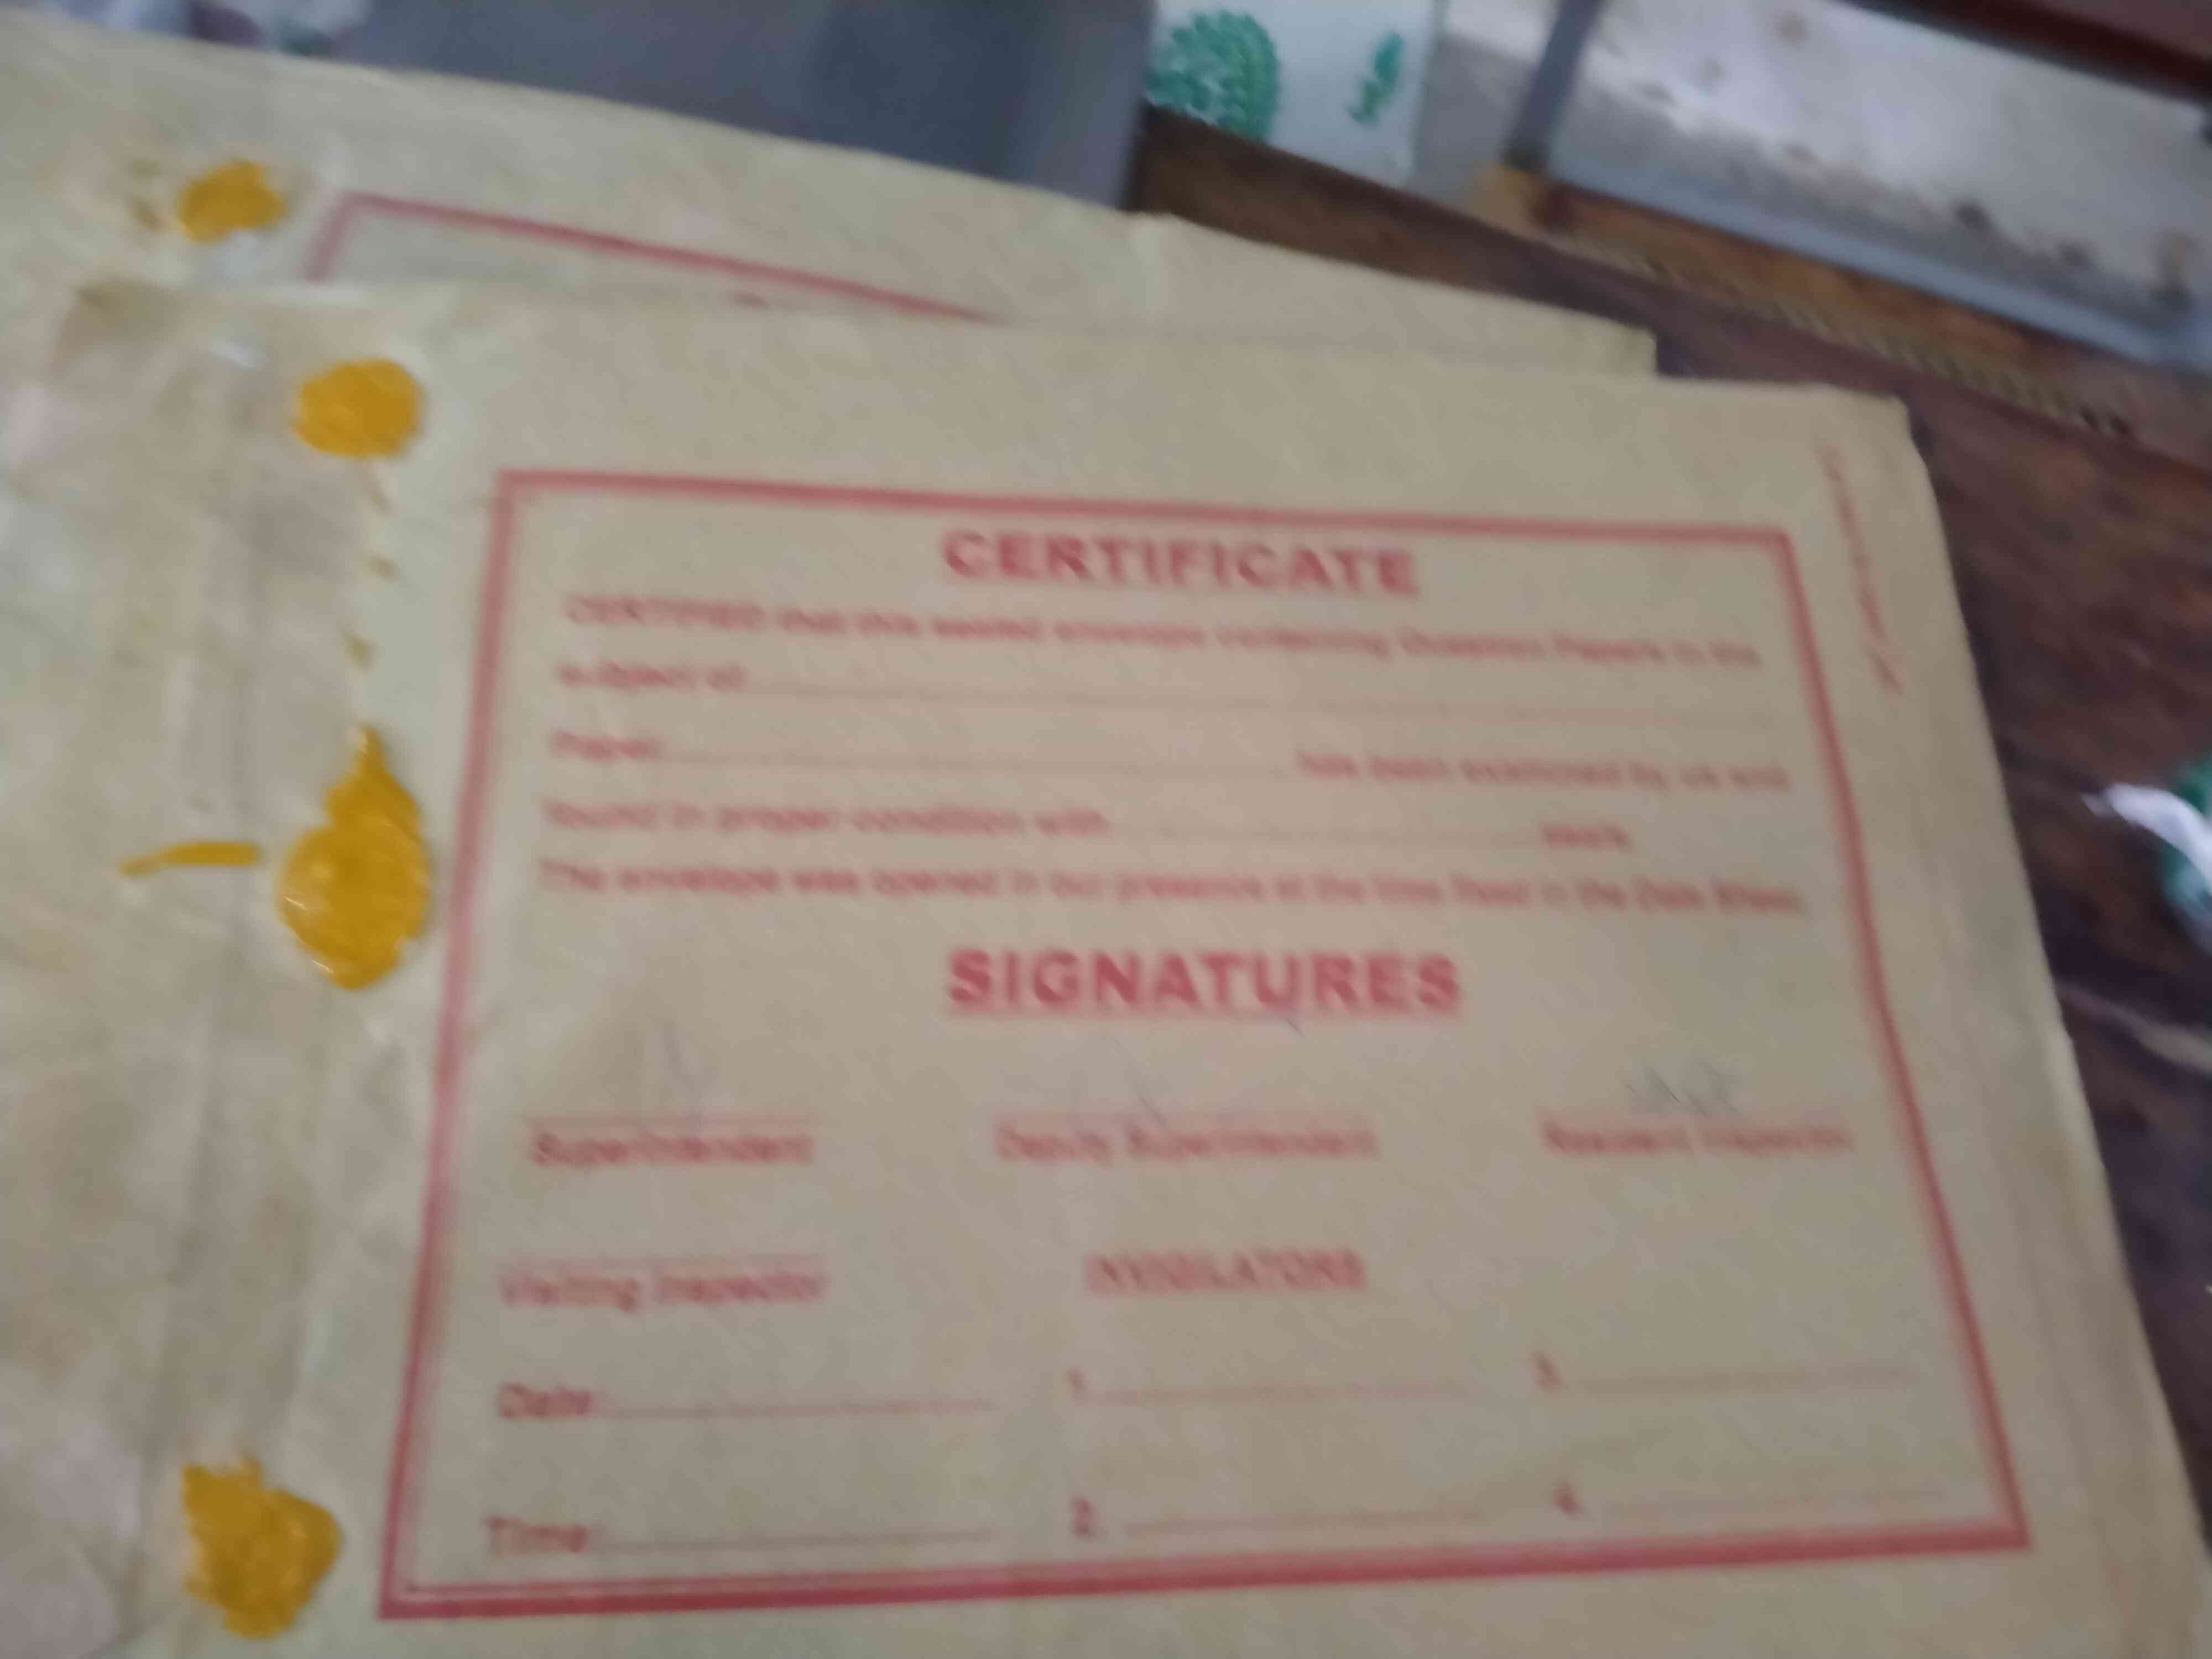 CERTIFICATE
CERTIFIED that this sealed envelope containing Question Papers in the
subject of
Paper has been examined by us and
found in proper condition with seals
The envelope was opened in our presence at the time fixed in the Date Sheet
SIGNATURES
Superintendent Deputy Superintendent Resident Inspector
Visiting Inspector INVIGILATORS
Date: 1. 3.
Time: 2. 4.